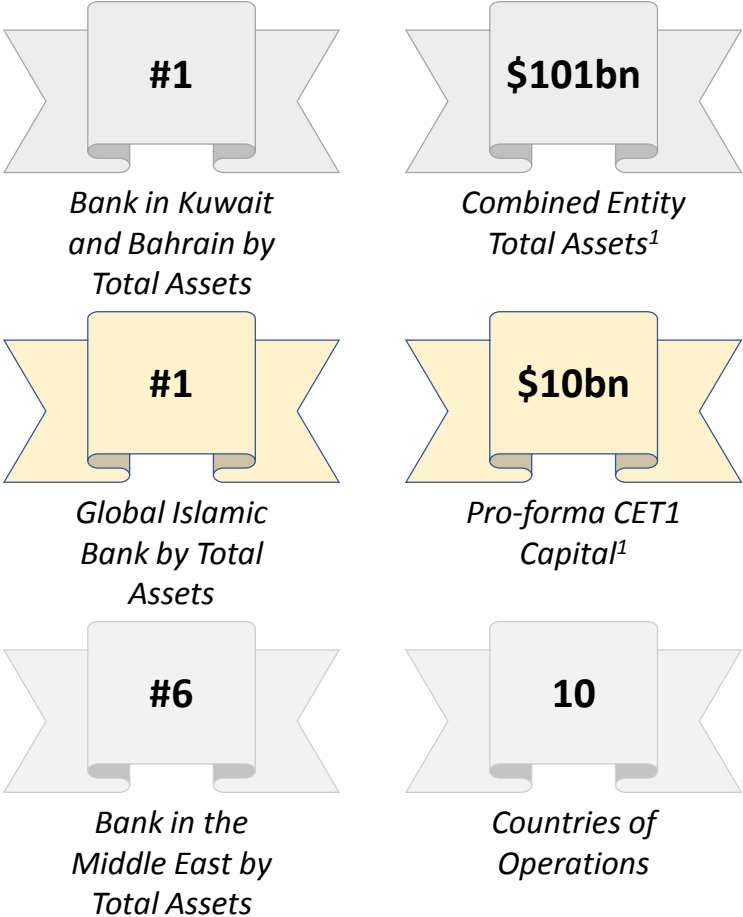 #1
Bank in Kuwait
and Bahrain by
Total Assets
$101bn
Combined Entity
Total Assets¹
#1
Global Islamic
Bank by Total
Assets
$10bn
Pro-forma CET1
Capital¹
#6
Bank in the
Middle East by
Total Assets
10
Countries of
Operations